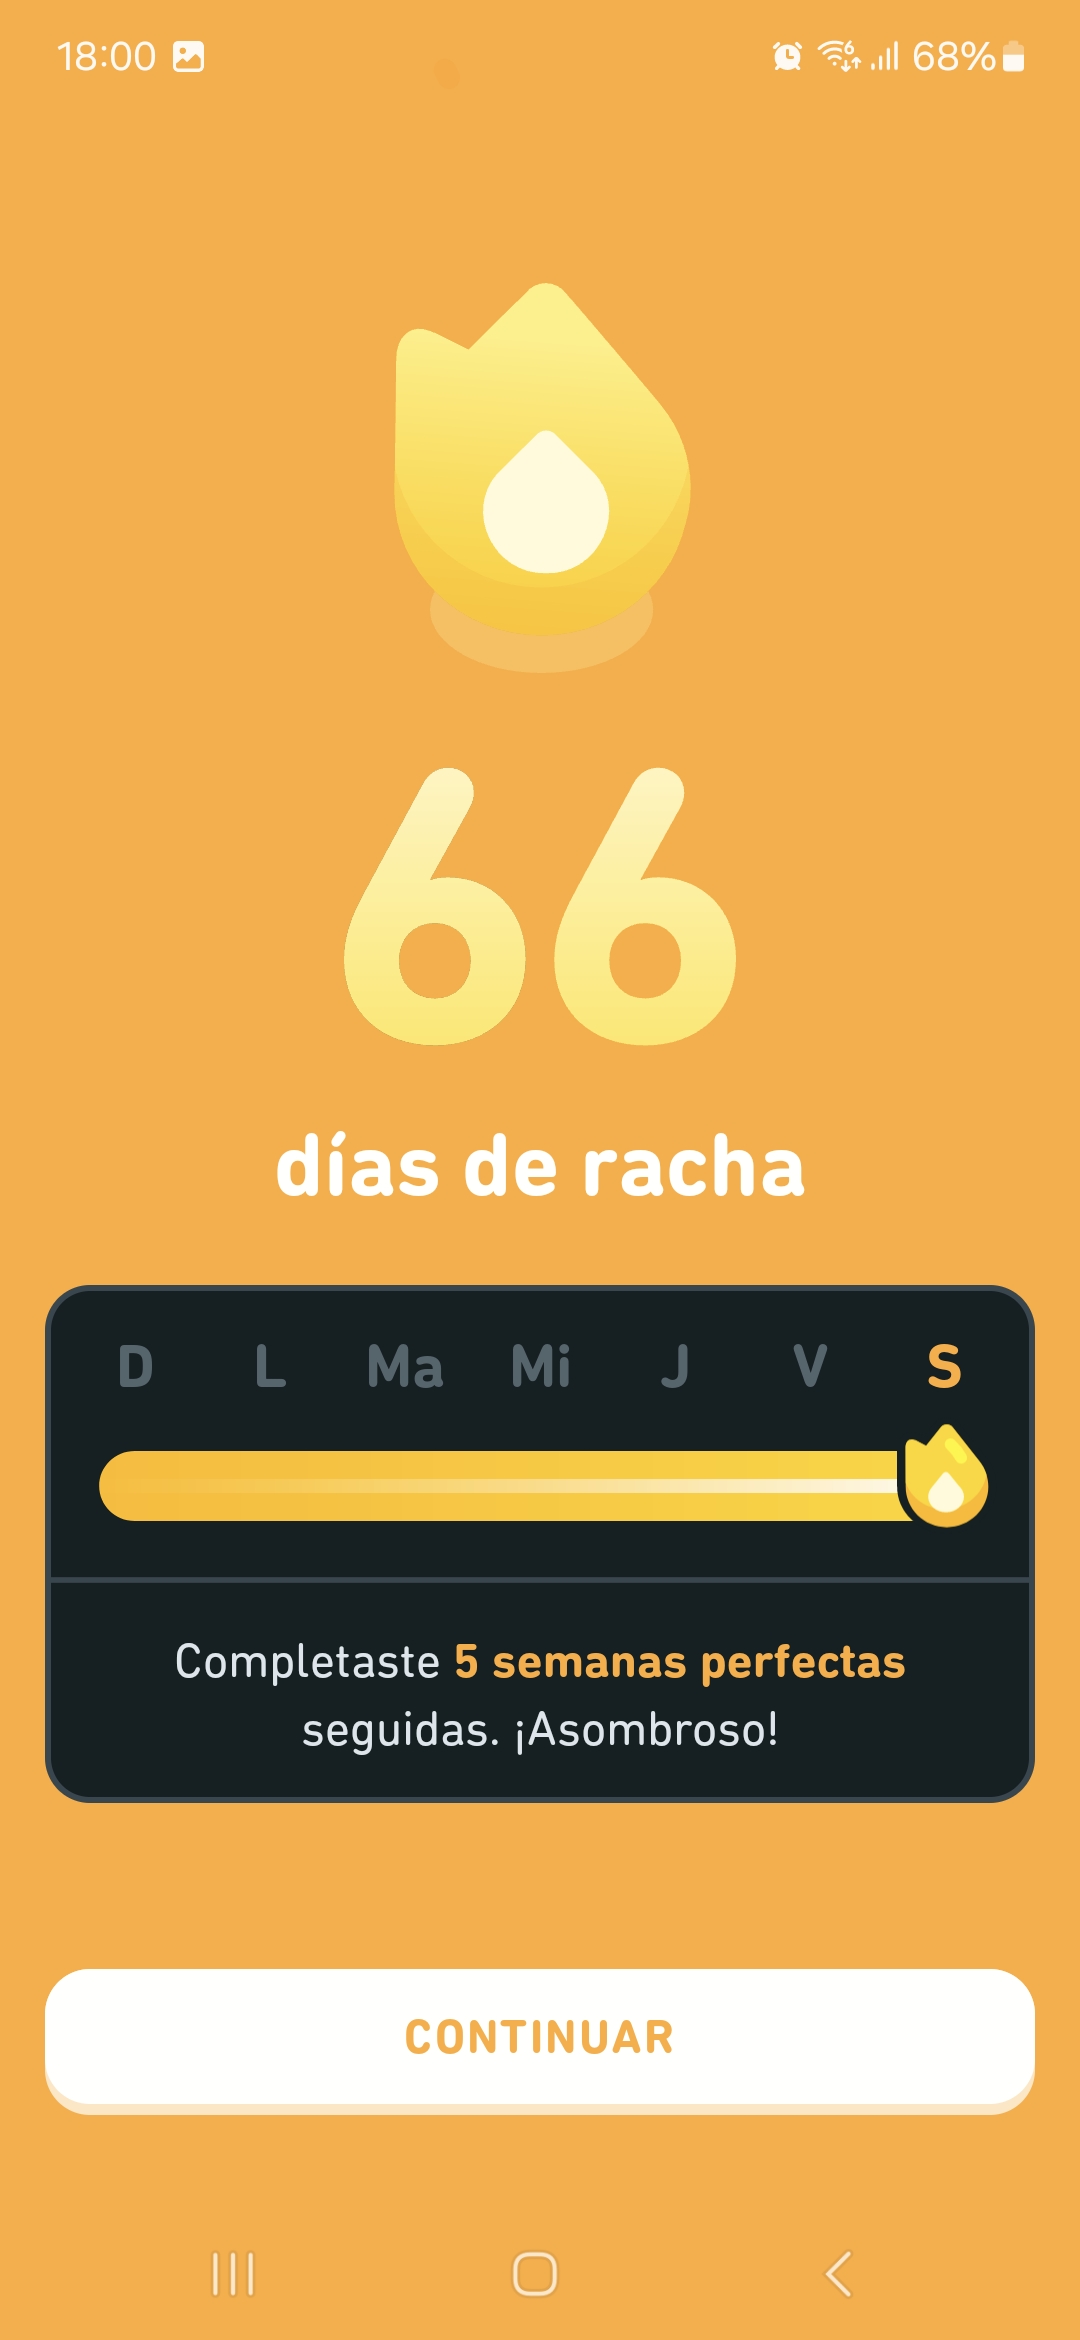 18:00 68%
66
días de racha
D L Ma Mi J V S
Completaste 5 semanas perfectas
seguidas. ¡Asombroso!
CONTINUAR